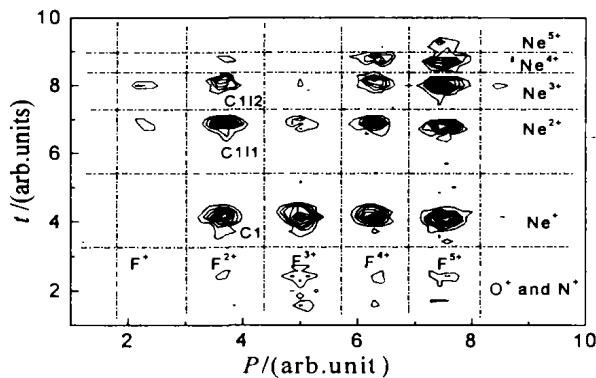 10
8
6
4
2
t/(arb.units)
Ne⁵⁺
Ne⁴⁺
Ne³⁺
Ne²⁺
Ne⁺
O⁺ and N⁺
C1I2
C1I1
C1
F⁺ F²⁺ F³⁺ F⁴⁺ F⁵⁺
2 4 6 8 10
P/(arb.unit)